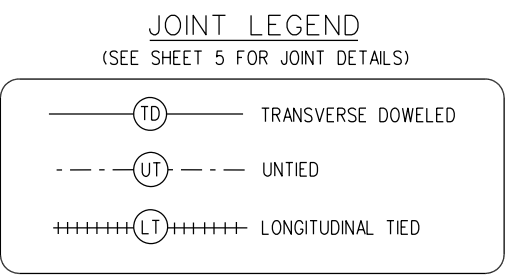 JOINT LEGEND
(SEE SHEET 5 FOR JOINT DETAILS)
TD TRANSVERSE DOWELED
UT UNTIED
LT LONGITUDINAL TIED